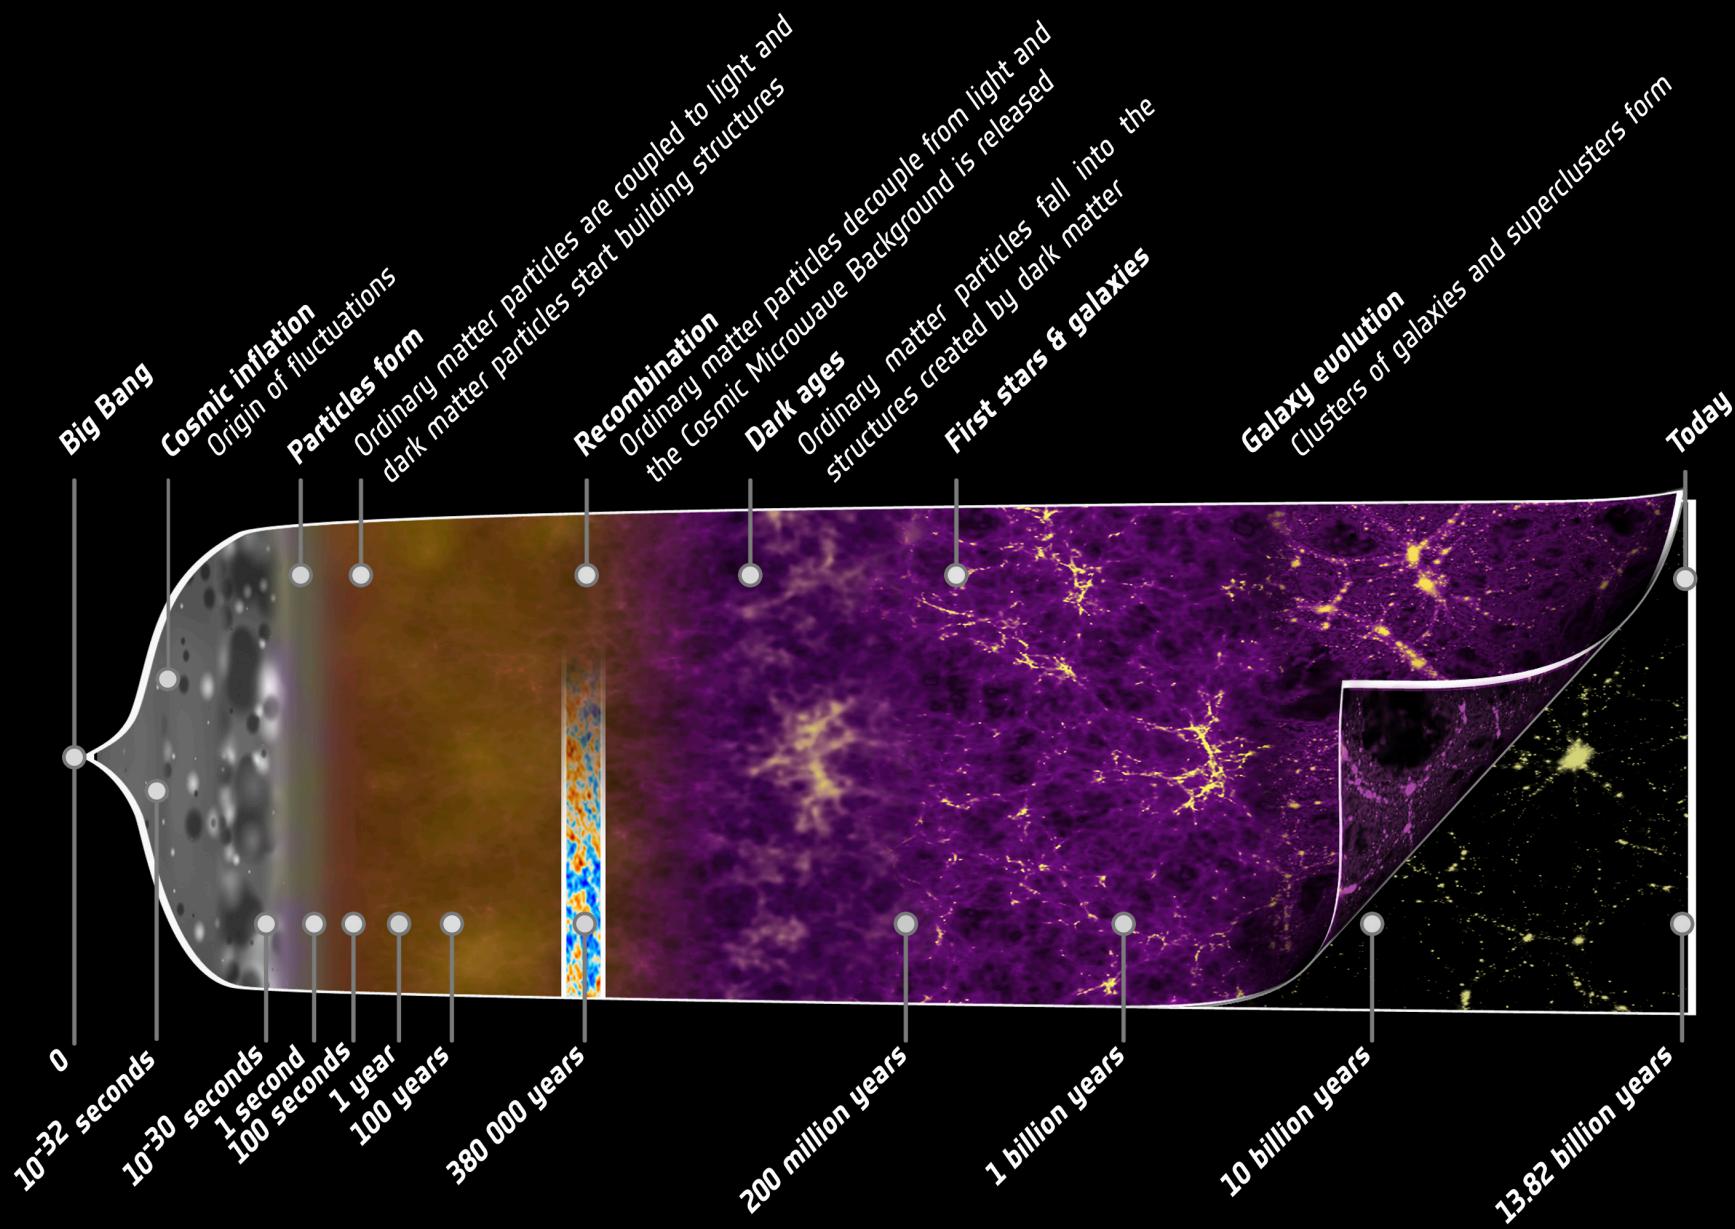 Big Bang
Cosmic inflation
Origin of fluctuations
Particles form
Ordinary matter particles are coupled to light and
dark matter particles start building structures
Recombination
Ordinary matter particles decouple from light and
the Cosmic Microwave Background is released
Dark ages
Ordinary matter particles fall into the
structures created by dark matter
First stars & galaxies
Galaxy evolution
Clusters of galaxies and superclusters form
Today
0
10-32 seconds
10-30 seconds
1 second
100 seconds
1 year
100 years
380 000 years
200 million years
1 billion years
10 billion years
13.82 billion years